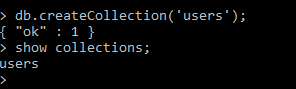 > db.createCollection('users');
{ "ok" : 1 }
> show collections;
users
>